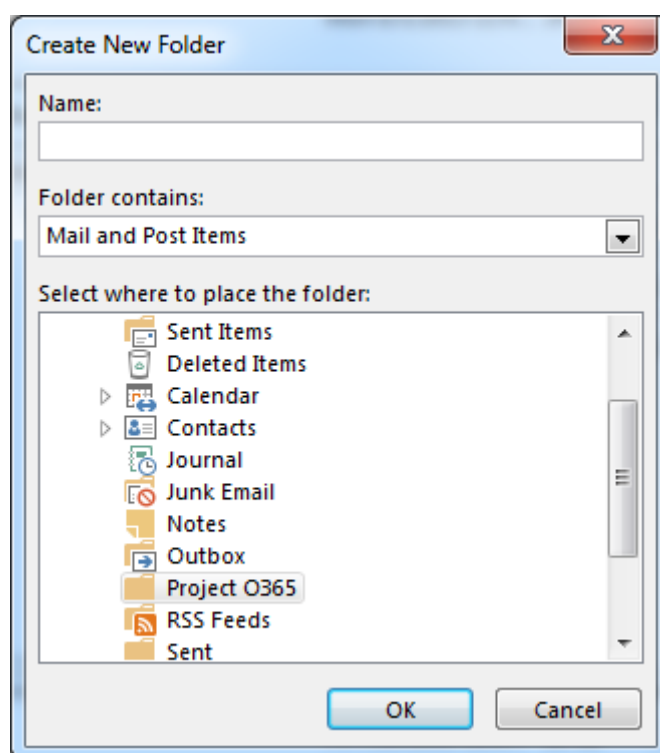 Create New Folder
Name:
Folder contains:
Mail and Post Items
Select where to place the folder:
Sent Items
Deleted Items
Calendar
Contacts
Journal
Junk Email
Notes
Outbox
Project O365
RSS Feeds
Sent
OK Cancel